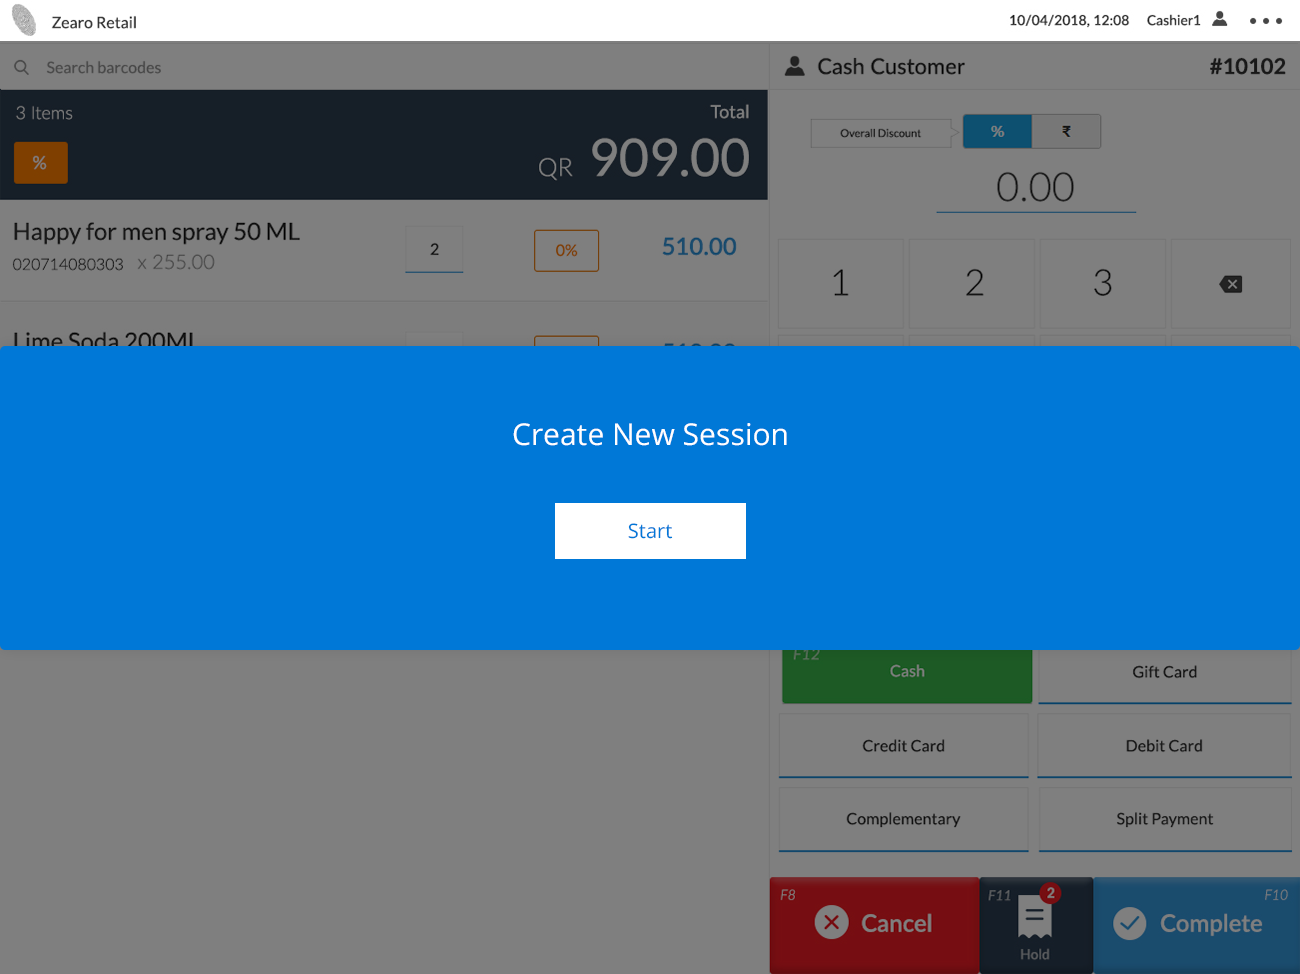 Zearo Retail
10/04/2018, 12:08 Cashier1
Search barcodes
Cash Customer #10102
3 Items
Total
%
QR 909.00
Overall Discount
% ₹
0.00
Happy for men spray 50 ML
020714080303 x 255.00
2
0%
510.00
1 2 3
Lime Soda 200ML
Create New Session
Start
F12
Cash
Gift Card
Credit Card
Debit Card
Complementary
Split Payment
F8
Cancel
F11
2
Hold
F10
Complete